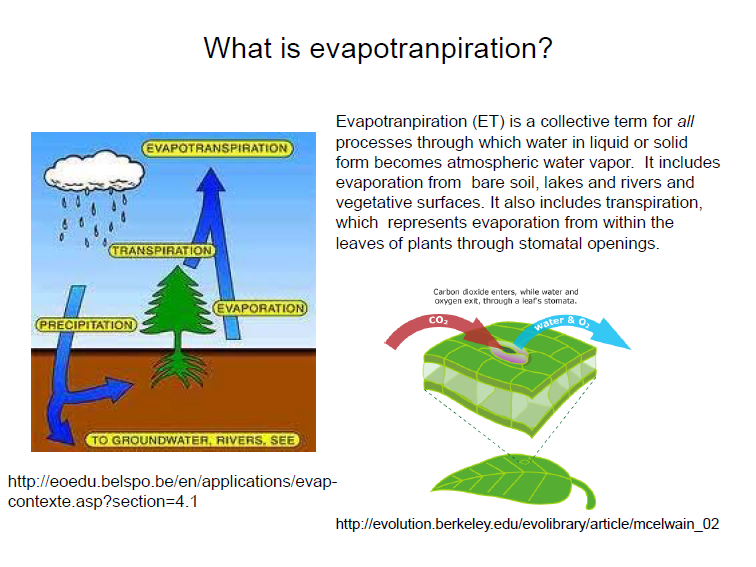 What is evapotranpiration?
Evapotranpiration (ET) is a collective term for all
processes through which water in liquid or solid
form becomes atmospheric water vapor.  It includes
evaporation from  bare soil, lakes and rivers and
vegetative surfaces. It also includes transpiration,
which  represents evaporation from within the
leaves of plants through stomatal openings.
EVAPOTRANSPIRATION
TRANSPIRATION
EVAPORATION
PRECIPITATION
TO GROUNDWATER, RIVERS, SEE
http://eoedu.belspo.be/en/applications/evap-
contexte.asp?section=4.1
Carbon dioxide enters, while water and
oxygen exit, through a leaf's stomata.
CO₂
water & O₂
http://evolution.berkeley.edu/evolibrary/article/mcelwain_02